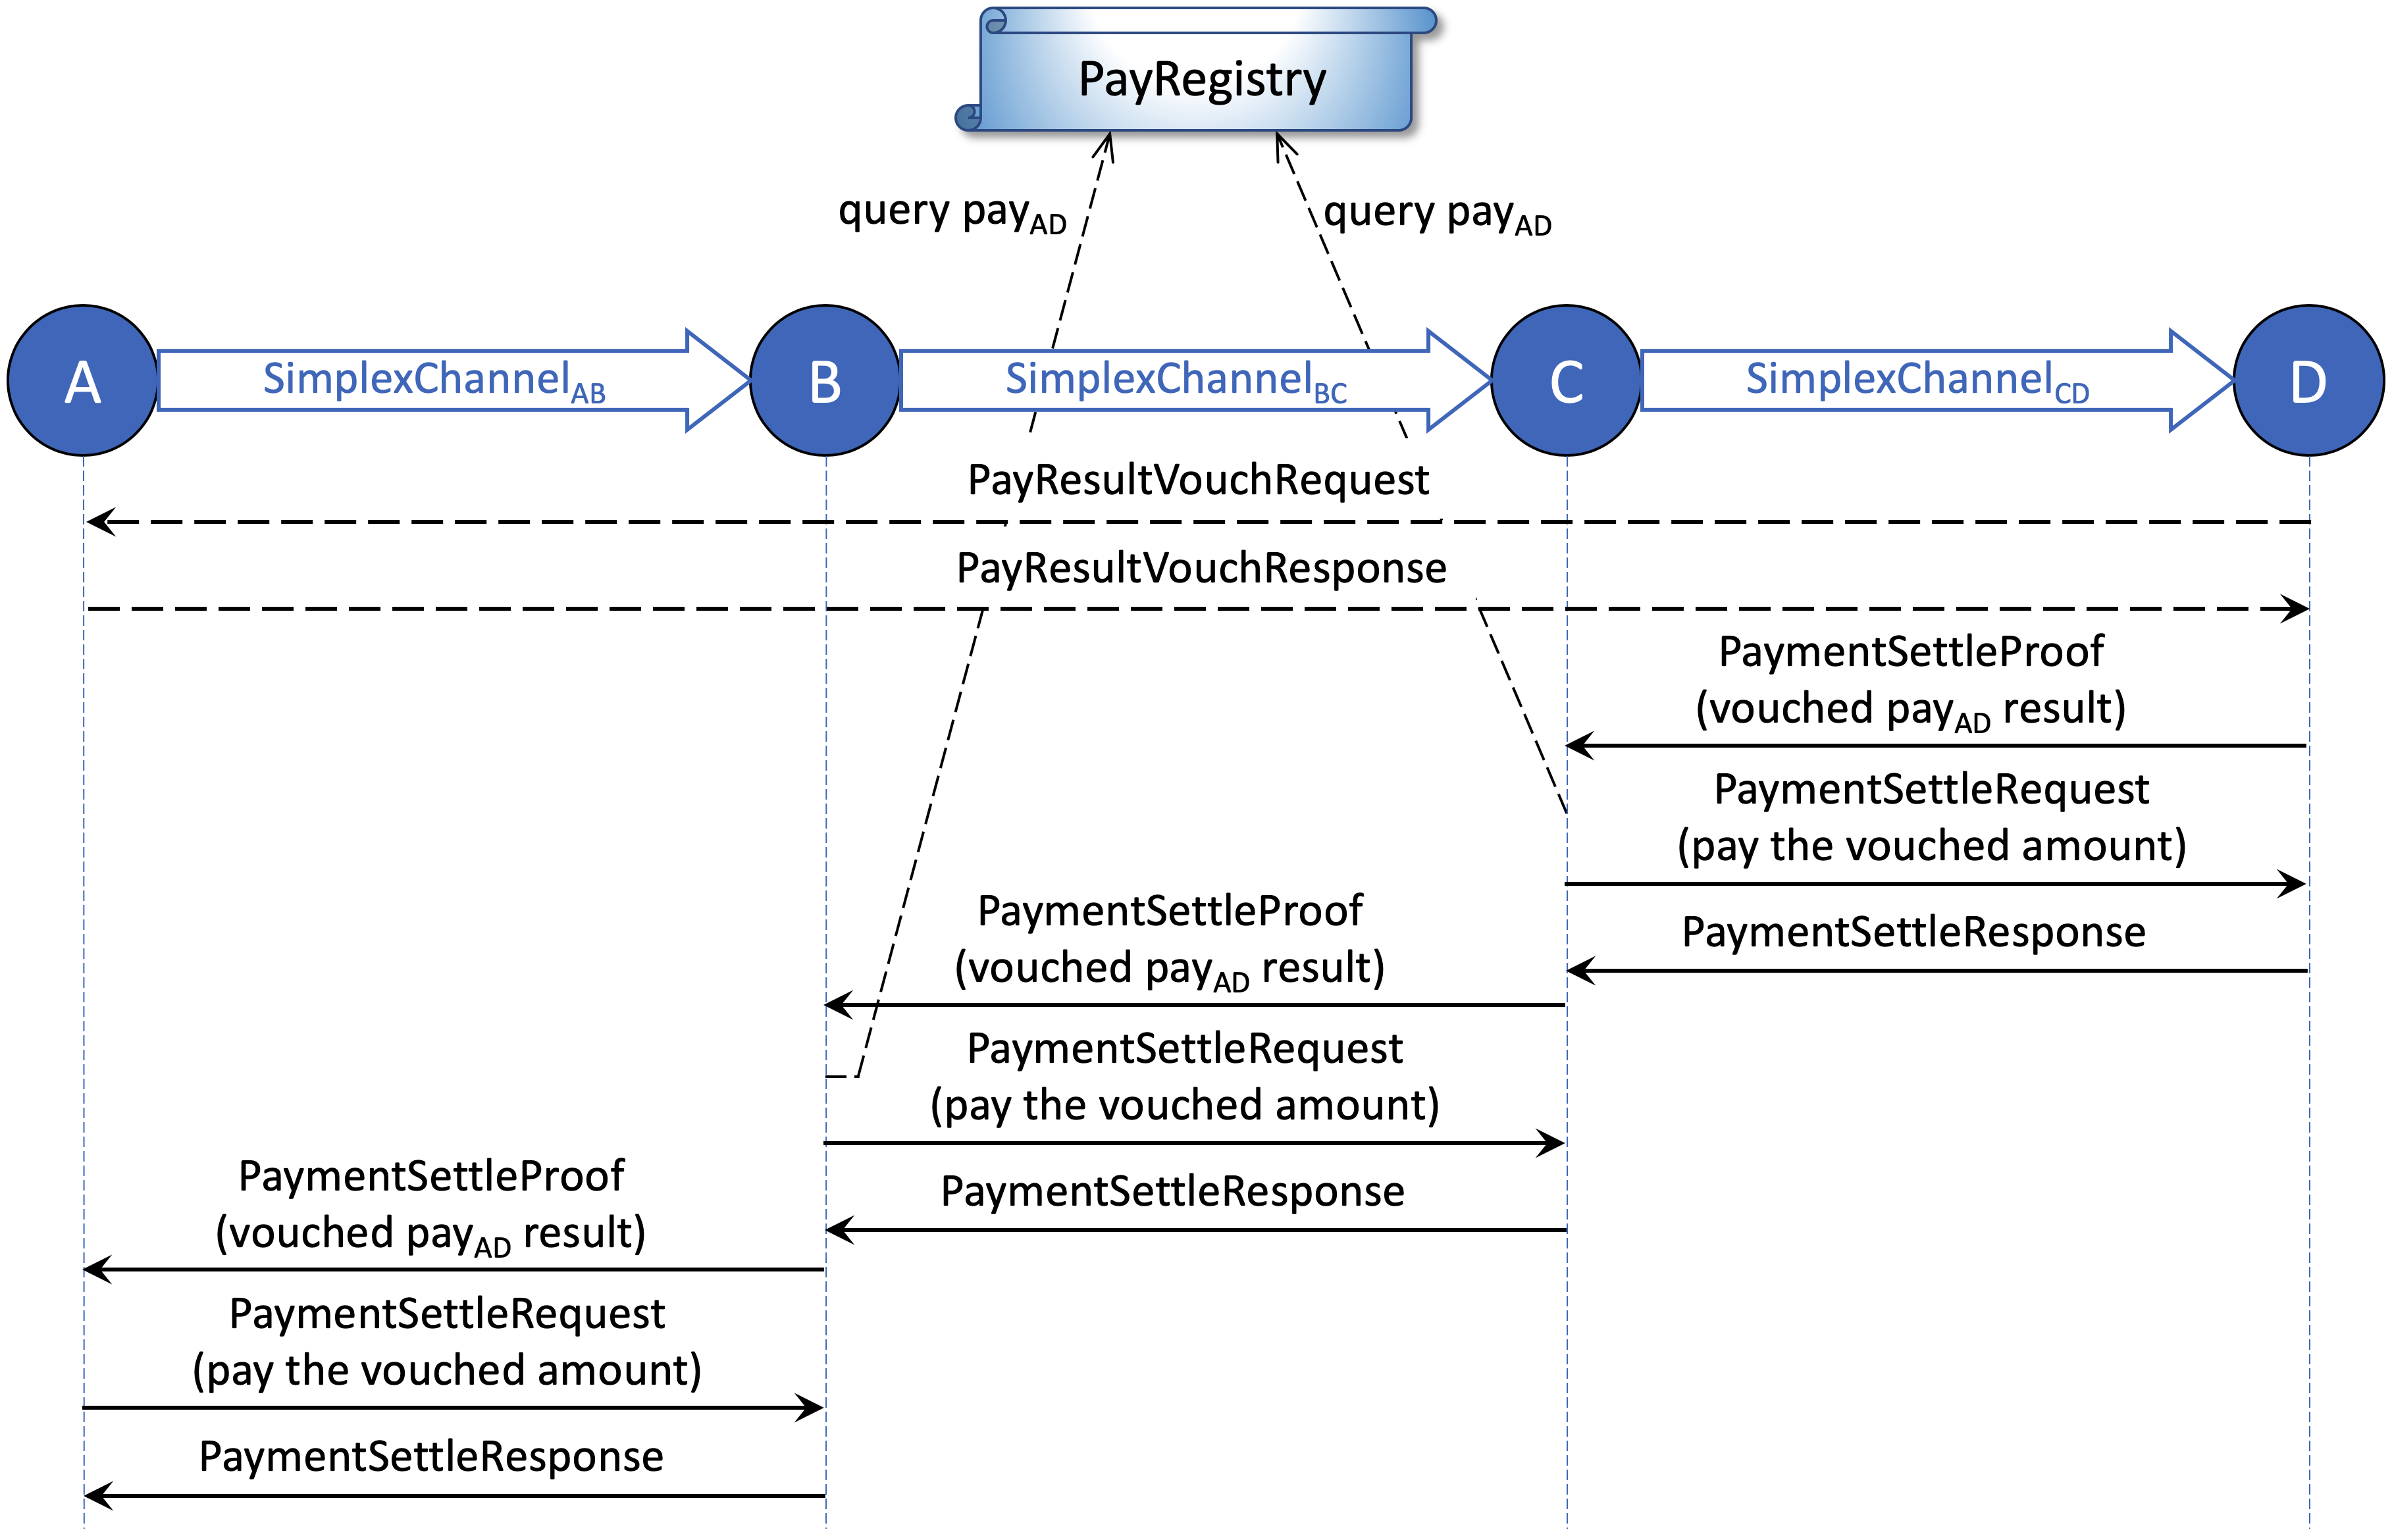 PayRegistry
query payAD
query payAD
A
SimplexChannelAB
B
SimplexChannelBC
C
SimplexChannelCD
D
PayResultVouchRequest
PayResultVouchResponse
PaymentSettleProof
(vouched payAD result)
PaymentSettleRequest
(pay the vouched amount)
PaymentSettleResponse
PaymentSettleProof
(vouched payAD result)
PaymentSettleRequest
(pay the vouched amount)
PaymentSettleResponse
PaymentSettleProof
(vouched payAD result)
PaymentSettleRequest
(pay the vouched amount)
PaymentSettleResponse